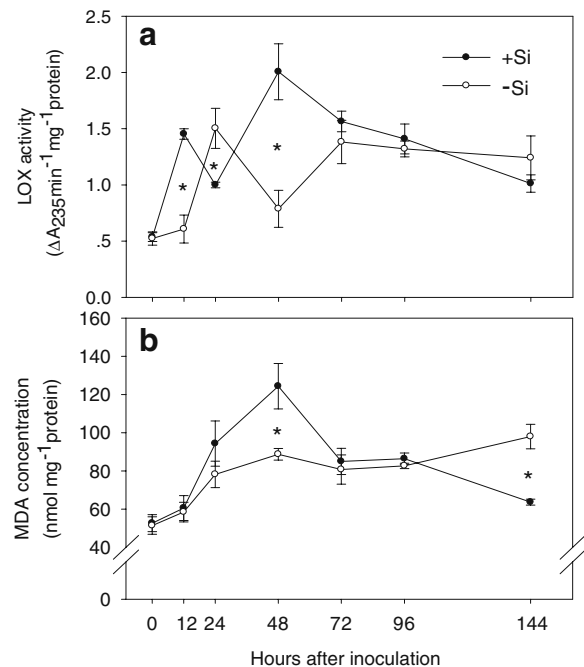 a
2.5
2.0
1.5
1.0
.5
0.0
LOX activity
(ΔA235min-1mg-1protein)
+Si
-Si
*
*
*
b
160
140
120
100
80
60
40
0
MDA concentration
(nmol mg-1protein)
*
*
0 12 24 48 72 96 144
Hours after inoculation